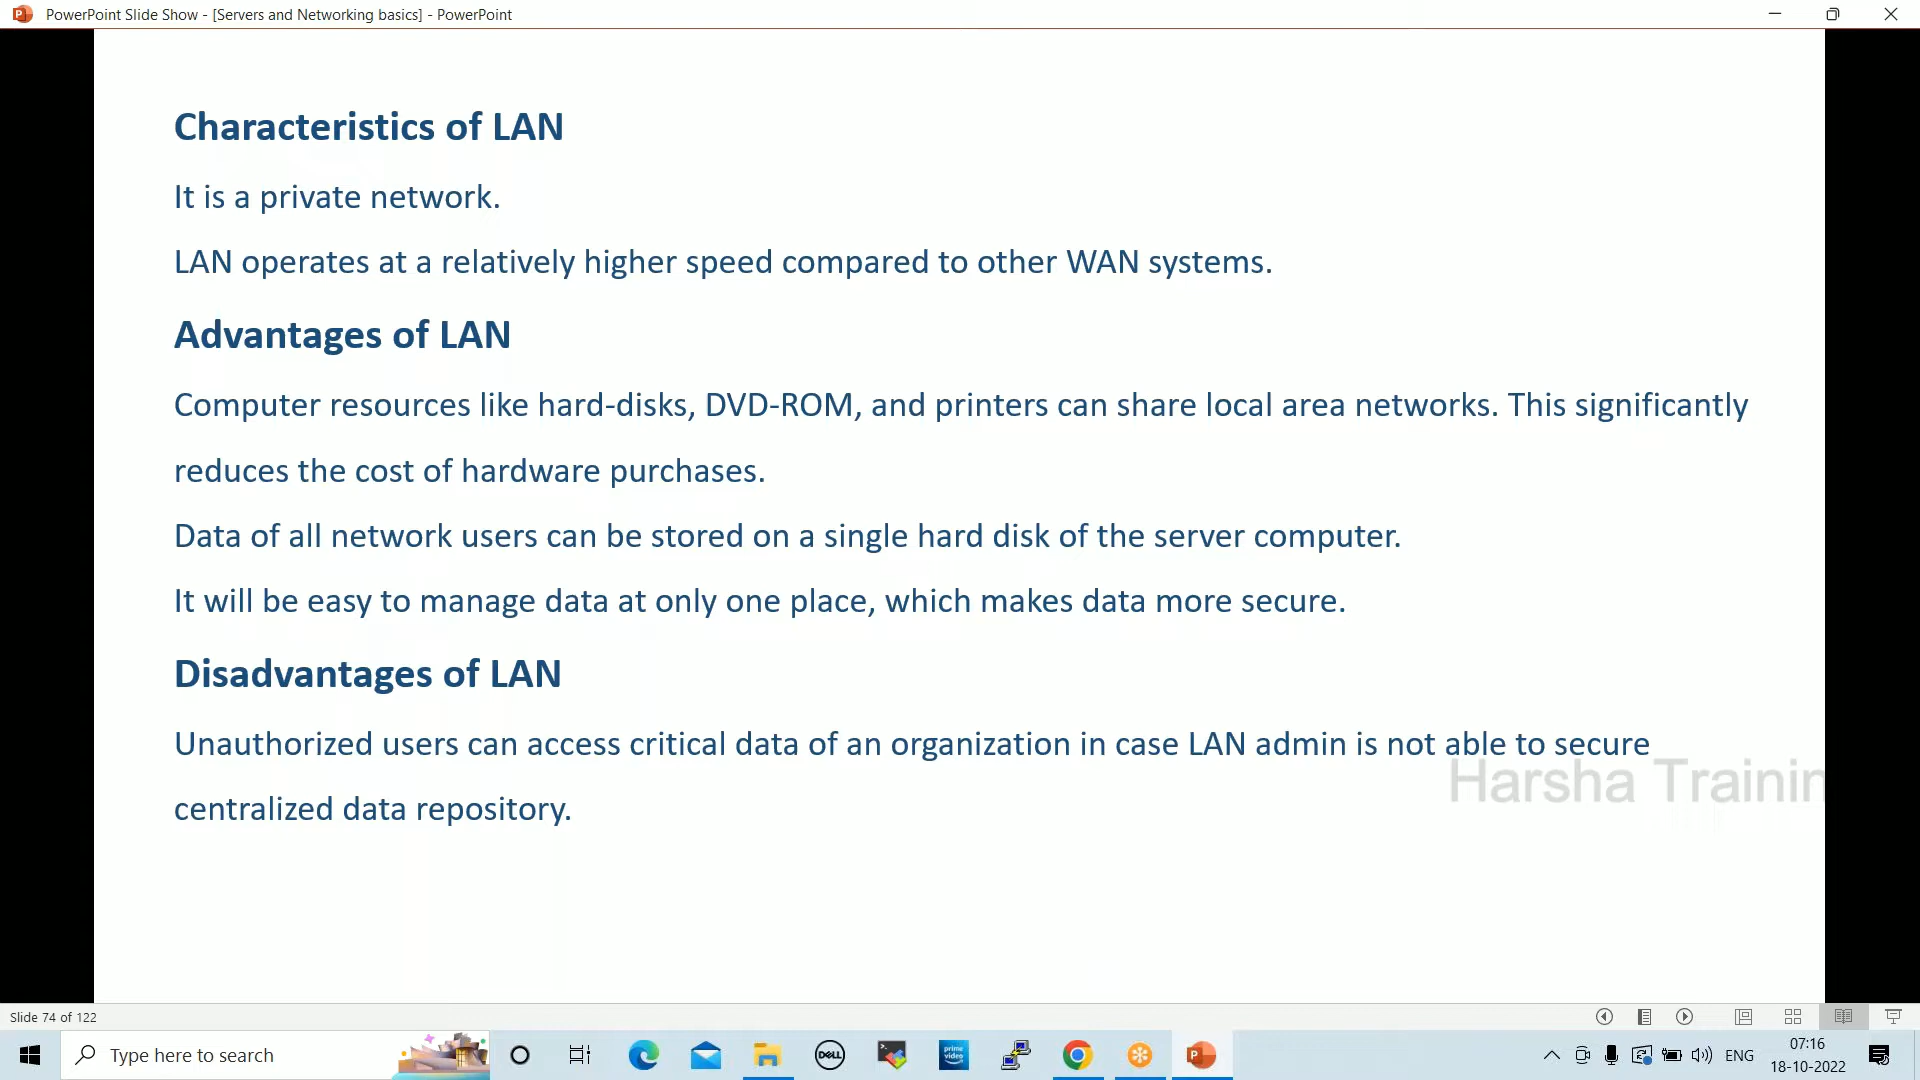 PowerPoint Slide Show - [Servers and Networking basics] - PowerPoint
Characteristics of LAN
It is a private network.
LAN operates at a relatively higher speed compared to other WAN systems.
Advantages of LAN
Computer resources like hard-disks, DVD-ROM, and printers can share local area networks. This significantly
reduces the cost of hardware purchases.
Data of all network users can be stored on a single hard disk of the server computer.
It will be easy to manage data at only one place, which makes data more secure.
Disadvantages of LAN
Unauthorized users can access critical data of an organization in case LAN admin is not able to secure
Harsha Trainin
centralized data repository.
Slide 74 of 122
Type here to search
DELL
prime video
ENG
07:16
18-10-2022